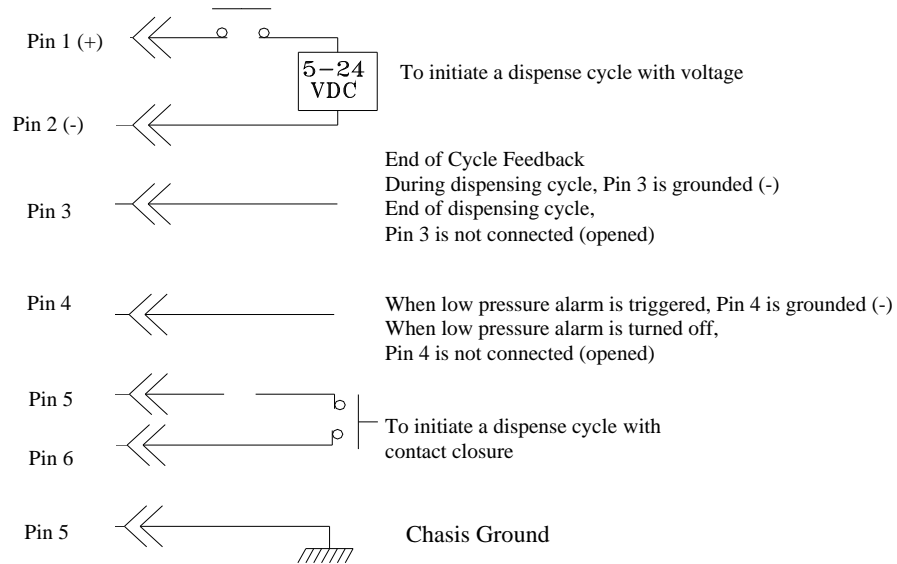 Pin 1 (+)
5-24
VDC
To initiate a dispense cycle with voltage
Pin 2 (-)
End of Cycle Feedback
During dispensing cycle, Pin 3 is grounded (-)
Pin 3
End of dispensing cycle,
Pin 3 is not connected (opened)
Pin 4
When low pressure alarm is triggered, Pin 4 is grounded (-)
When low pressure alarm is turned off,
Pin 4 is not connected (opened)
Pin 5
To initiate a dispense cycle with
contact closure
Pin 6
Pin 5
Chasis Ground